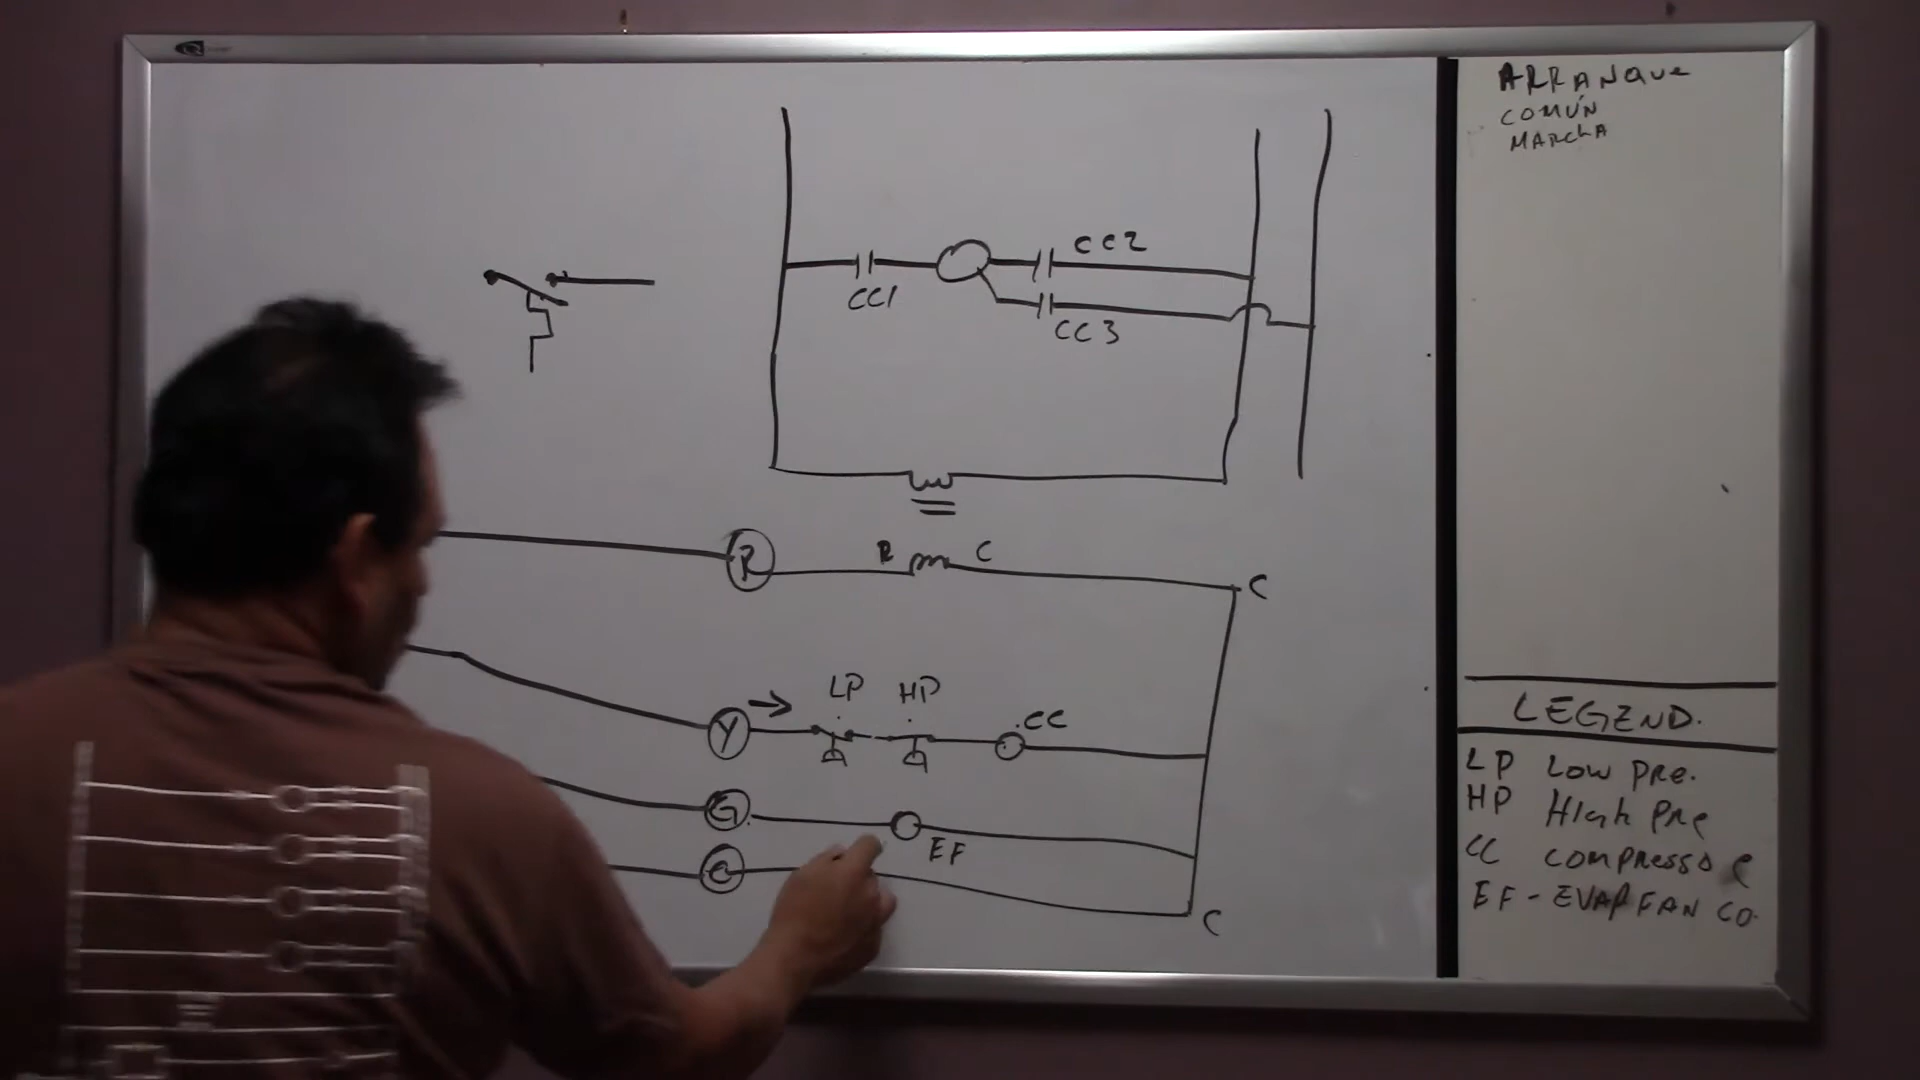 ARRANQUE
COMÚN
MARCHA
CC2
CC1
CC3
R
R
C
C
LP
HP
CC
Y
G
EF
C
C
LEGEND.
LP LOW PRE.
HP HIGH PRE
CC COMPRESSO R
EF - EVAP FAN CO.